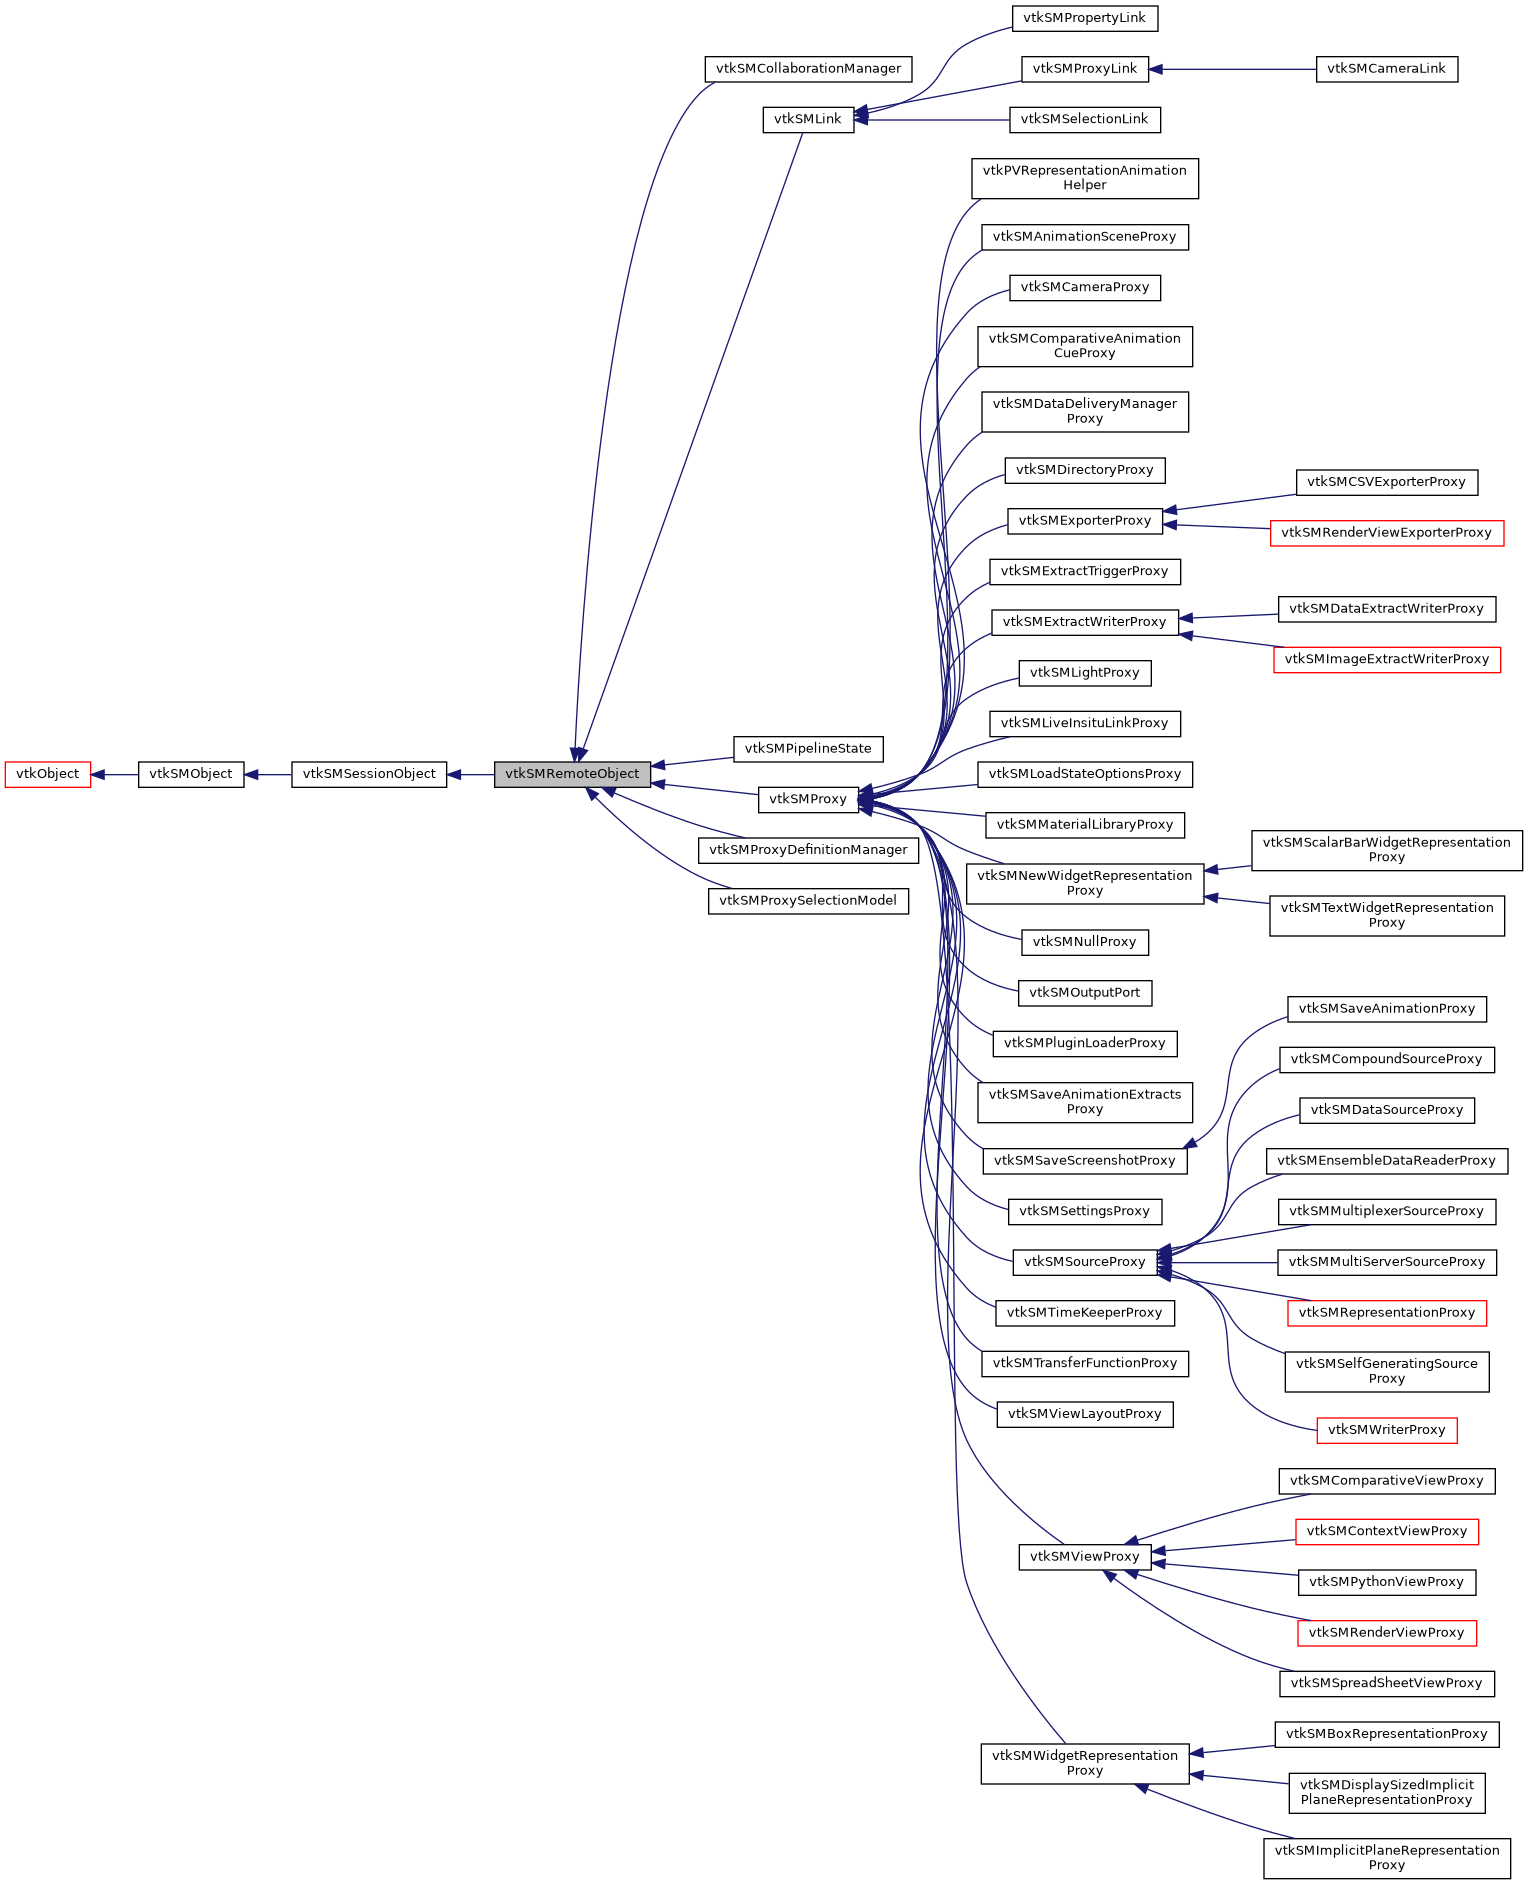 vtkObject
vtkSMObject
vtkSMSessionObject
vtkSMRemoteObject
vtkSMCollaborationManager
vtkSMLink
vtkSMPipelineState
vtkSMProxy
vtkSMProxyDefinitionManager
vtkSMProxySelectionModel
vtkSMPropertyLink
vtkSMProxyLink
vtkSMSelectionLink
vtkPVRepresentationAnimation
Helper
vtkSMAnimationSceneProxy
vtkSMCameraProxy
vtkSMComparativeAnimation
CueProxy
vtkSMDataDeliveryManager
Proxy
vtkSMDirectoryProxy
vtkSMExporterProxy
vtkSMExtractTriggerProxy
vtkSMExtractWriterProxy
vtkSMLightProxy
vtkSMLiveInsituLinkProxy
vtkSMLoadStateOptionsProxy
vtkSMMaterialLibraryProxy
vtkSMNewWidgetRepresentation
Proxy
vtkSMNullProxy
vtkSMOutputPort
vtkSMPluginLoaderProxy
vtkSMSaveAnimationExtracts
Proxy
vtkSMSaveScreenshotProxy
vtkSMSettingsProxy
vtkSMSourceProxy
vtkSMTimeKeeperProxy
vtkSMTransferFunctionProxy
vtkSMViewLayoutProxy
vtkSMViewProxy
vtkSMWidgetRepresentation
Proxy
vtkSMCameraLink
vtkSMCSVExporterProxy
vtkSMRenderViewExporterProxy
vtkSMDataExtractWriterProxy
vtkSMImageExtractWriterProxy
vtkSMScalarBarWidgetRepresentation
Proxy
vtkSMTextWidgetRepresentation
Proxy
vtkSMSaveAnimationProxy
vtkSMCompoundSourceProxy
vtkSMDataSourceProxy
vtkSMEnsembleDataReaderProxy
vtkSMMultiplexerSourceProxy
vtkSMMultiServerSourceProxy
vtkSMRepresentationProxy
vtkSMSelfGeneratingSource
Proxy
vtkSMWriterProxy
vtkSMComparativeViewProxy
vtkSMContextViewProxy
vtkSMPythonViewProxy
vtkSMRenderViewProxy
vtkSMSpreadSheetViewProxy
vtkSMBoxRepresentationProxy
vtkSMDisplaySizedImplicit
PlaneRepresentationProxy
vtkSMImplicitPlaneRepresentation
Proxy